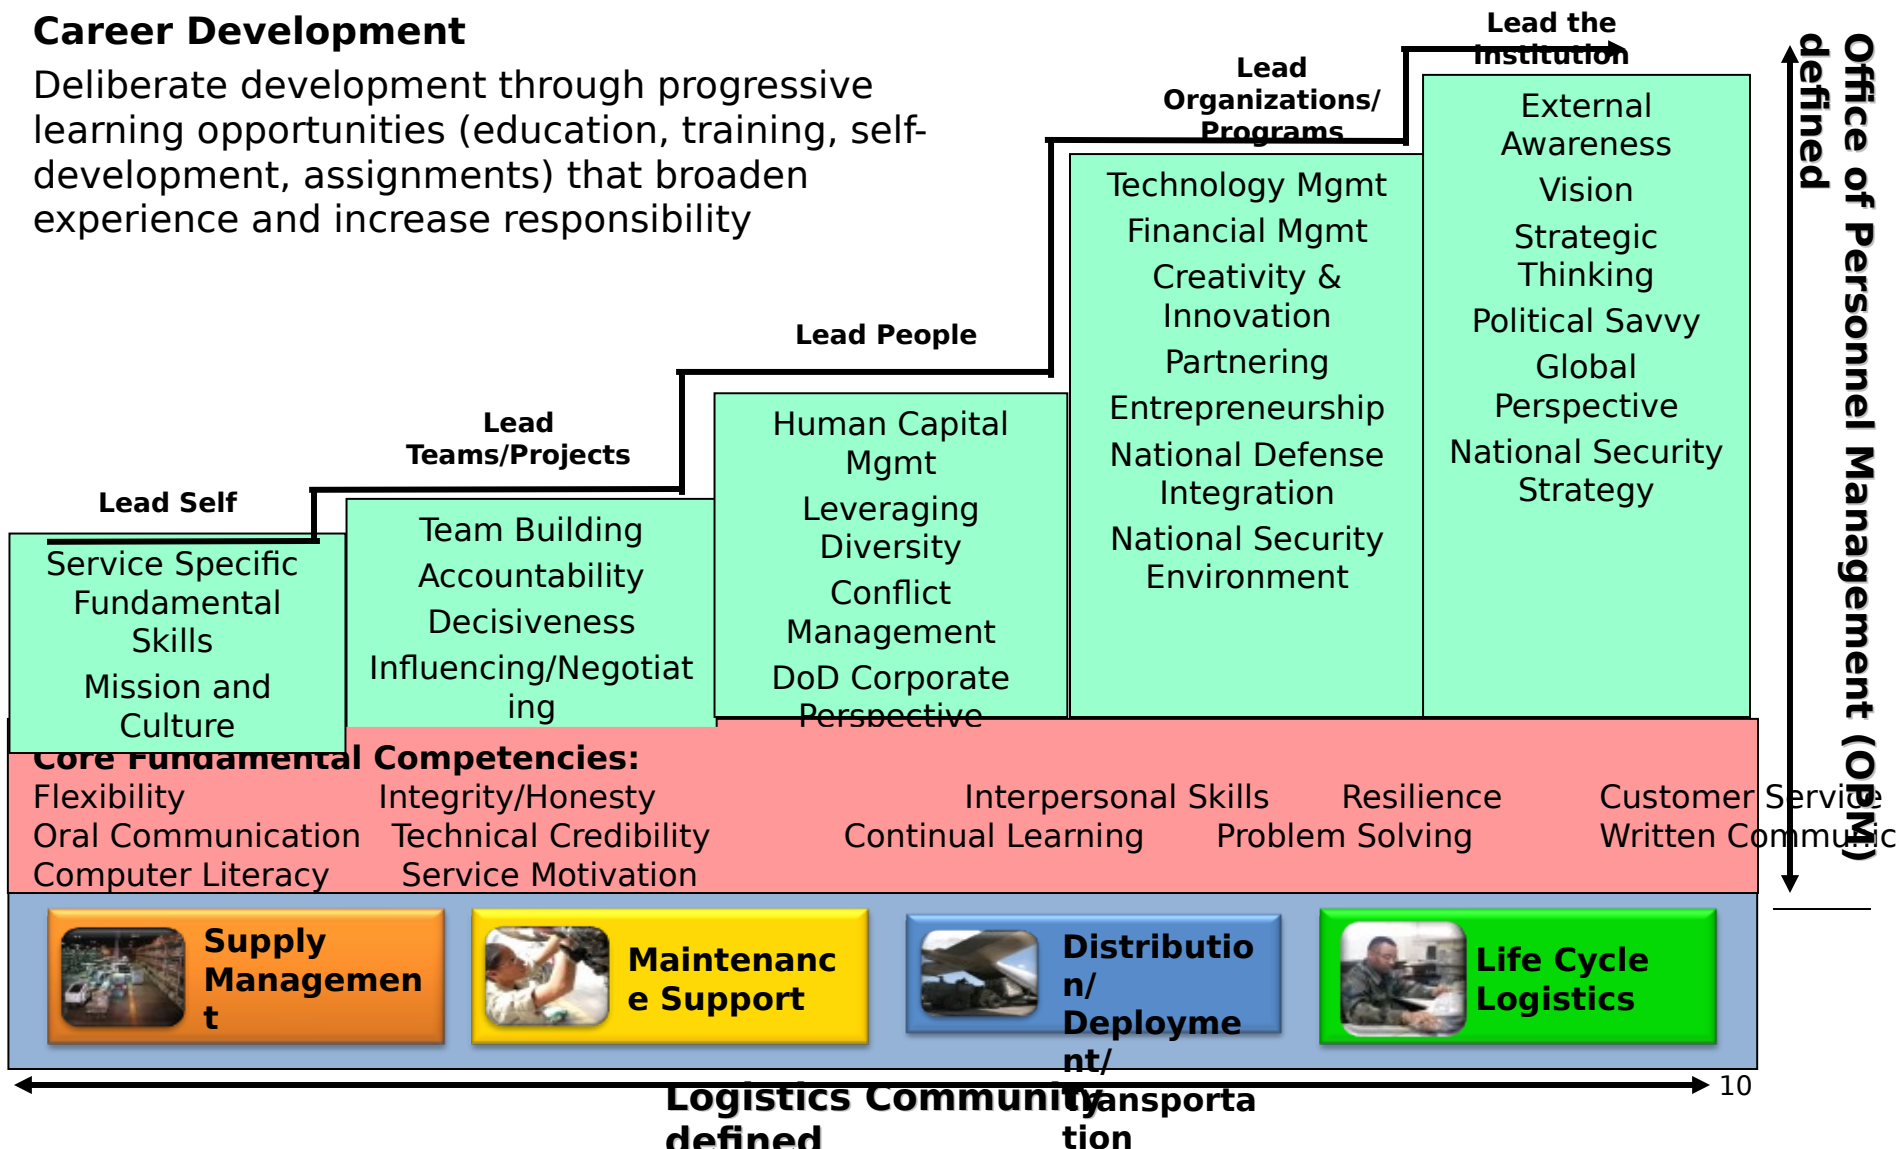 Career Development
Deliberate development through progressive
learning opportunities (education, training, self-
development, assignments) that broaden
experience and increase responsibility
Lead Self
Service Specific
Fundamental
Skills
Mission and
Culture
Lead
Teams/Projects
Team Building
Accountability
Decisiveness
Influencing/Negotiat
ing
Lead People
Human Capital
Mgmt
Leveraging
Diversity
Conflict
Management
DoD Corporate
Perspective
Lead
Organizations/
Programs
Technology Mgmt
Financial Mgmt
Creativity &
Innovation
Partnering
Entrepreneurship
National Defense
Integration
National Security
Environment
Lead the
Institution
External
Awareness
Vision
Strategic
Thinking
Political Savvy
Global
Perspective
National Security
Strategy
Office of Personnel Management (OPM)
defined
Core Fundamental Competencies:
Flexibility Integrity/Honesty Interpersonal Skills Resilience Customer Service
Oral Communication Technical Credibility Continual Learning Problem Solving Written Communic
Computer Literacy Service Motivation
Supply
Managemen
t
Maintenanc
e Support
Distributio
n/
Deployme
nt/
Transporta
tion
Life Cycle
Logistics
Logistics Community
defined
10